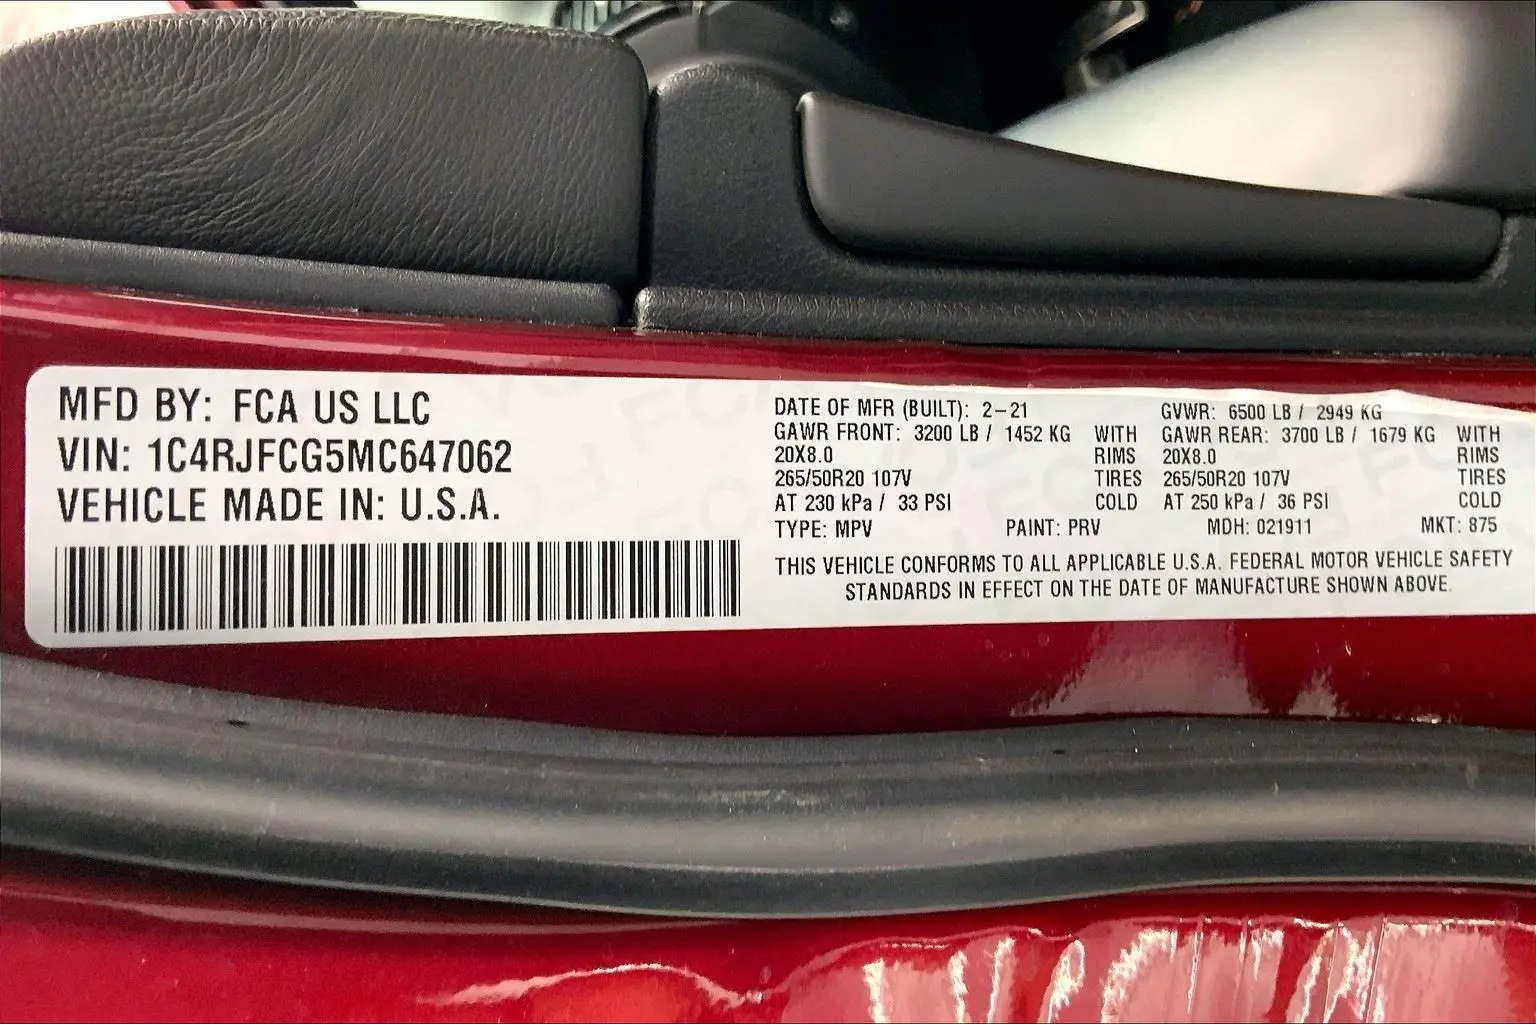 MFD BY: FCA US LLC
VIN: 1C4RJFCG5MC647062
VEHICLE MADE IN: U.S.A.
DATE OF MFR (BUILT): 2-21 GVWR: 6500 LB / 2949 KG
GAWR FRONT: 3200 LB / 1452 KG WITH GAWR REAR: 3700 LB / 1679 KG WITH
20X8.0 RIMS 20X8.0 RIMS
265/50R20 107V TIRES 265/50R20 107V TIRES
AT 230 kPa / 33 PSI COLD AT 250 kPa / 36 PSI COLD
TYPE: MPV PAINT: PRV MDH: 021911 MKT: 875
THIS VEHICLE CONFORMS TO ALL APPLICABLE U.S.A. FEDERAL MOTOR VEHICLE SAFETY
STANDARDS IN EFFECT ON THE DATE OF MANUFACTURE SHOWN ABOVE.